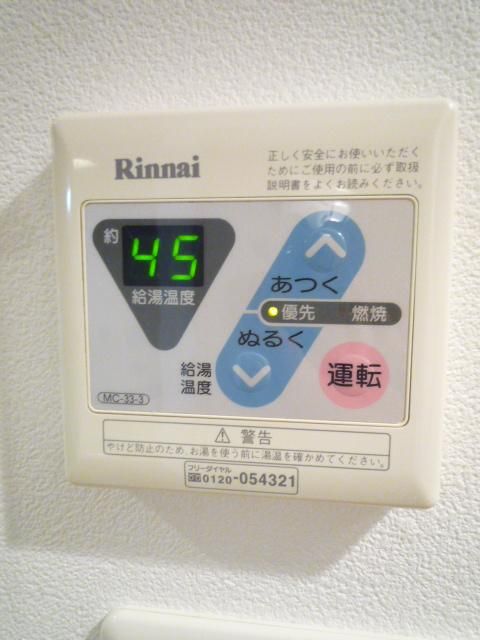 Rinnai
正しく安全にお使いいただく
ためにご使用の前に必ず取扱
説明書をよくお読みください。
約
45
給湯温度
あつく
優先 燃焼
ぬるく
給湯
温度
運転
MC-33-3
警告
やけど防止のため、お湯を使う前に湯温を確かめてください。
フリーダイヤル
0120-054321